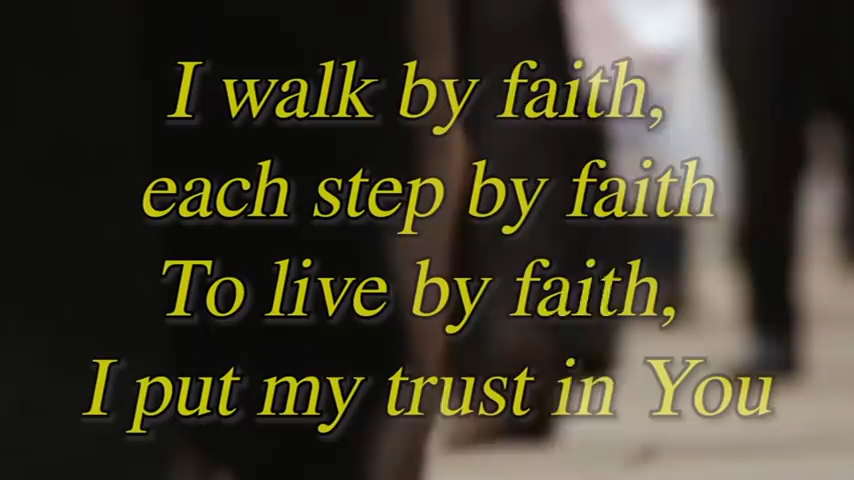 I walk by faith,
each step by faith
To live by faith,
I put my trust in You